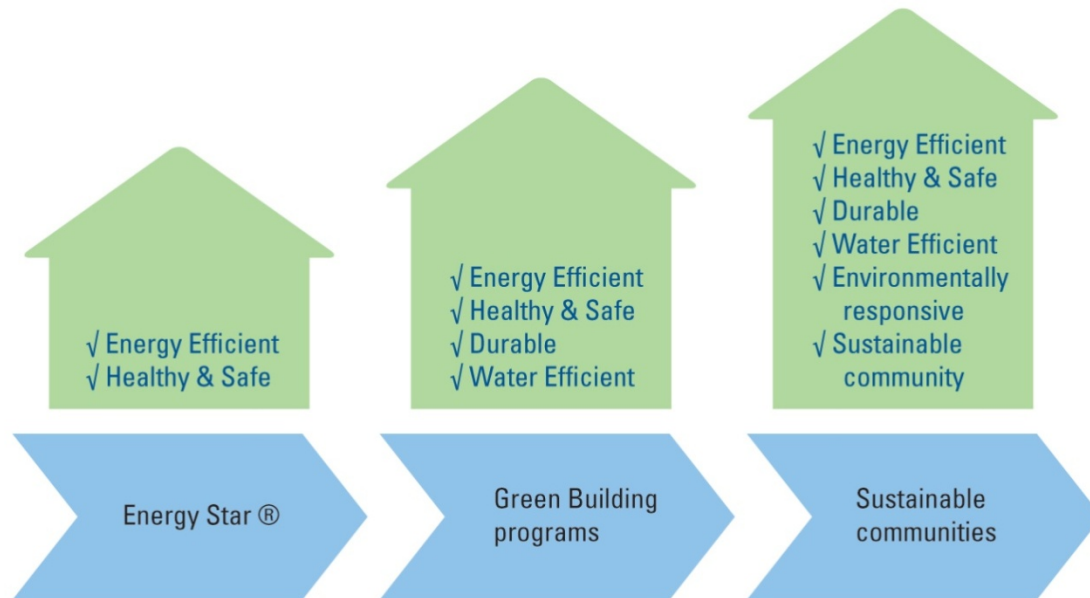 √ Energy Efficient
√ Healthy & Safe
Energy Star ®
√ Energy Efficient
√ Healthy & Safe
√ Durable
√ Water Efficient
Green Building
programs
√ Energy Efficient
√ Healthy & Safe
√ Durable
√ Water Efficient
√ Environmentally
responsive
√ Sustainable
community
Sustainable
communities